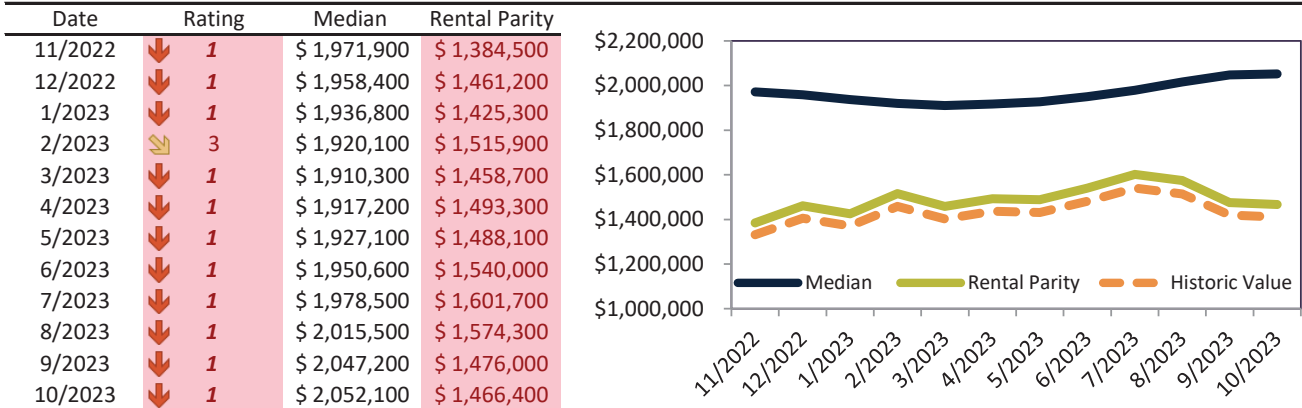 Date Rating Median Rental Parity
11/2022 1 $ 1,971,900 $ 1,384,500
12/2022 1 $ 1,958,400 $ 1,461,200
1/2023 1 $ 1,936,800 $ 1,425,300
2/2023 3 $ 1,920,100 $ 1,515,900
3/2023 1 $ 1,910,300 $ 1,458,700
4/2023 1 $ 1,917,200 $ 1,493,300
5/2023 1 $ 1,927,100 $ 1,488,100
6/2023 1 $ 1,950,600 $ 1,540,000
7/2023 1 $ 1,978,500 $ 1,601,700
8/2023 1 $ 2,015,500 $ 1,574,300
9/2023 1 $ 2,047,200 $ 1,476,000
10/2023 1 $ 2,052,100 $ 1,466,400
$2,200,000
$2,000,000
$1,800,000
$1,600,000
$1,400,000
$1,200,000
$1,000,000
Median Rental Parity Historic Value
11/2022 12/2022 1/2023 2/2023 3/2023 4/2023 5/2023 6/2023 7/2023 8/2023 9/2023 10/2023